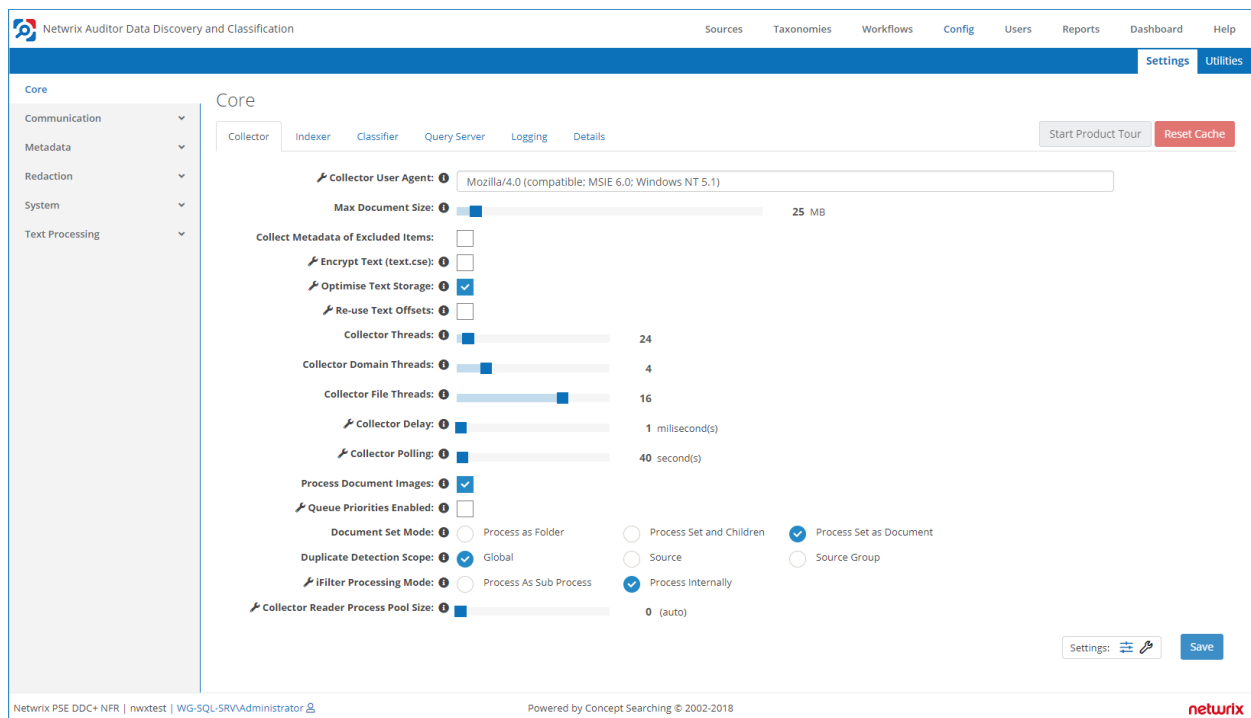 Netwrix Auditor Data Discovery and Classification Sources Taxonomies Workflows Config Users Reports Dashboard Help
Settings Utilities
Core
Communication
Metadata
Redaction
System
Text Processing
Core
Collector Indexer Classifier Query Server Logging Details Start Product Tour Reset Cache
Collector User Agent: Mozilla/4.0 (compatible; MSIE 6.0; Windows NT 5.1)
Max Document Size: 25 MB
Collect Metadata of Excluded Items:
Encrypt Text (text.cse):
Optimise Text Storage:
Re-use Text Offsets:
Collector Threads: 24
Collector Domain Threads: 4
Collector File Threads: 16
Collector Delay: 1 milisecond(s)
Collector Polling: 40 second(s)
Process Document Images:
Queue Priorities Enabled:
Document Set Mode: Process as Folder Process Set and Children Process Set as Document
Duplicate Detection Scope: Global Source Source Group
iFilter Processing Mode: Process As Sub Process Process Internally
Collector Reader Process Pool Size: 0 (auto)
Settings: Save
Netwrix PSE DDC+ NFR | nwxtest | WG-SQL-SRV\Administrator Powered by Concept Searching © 2002-2018 netwrix